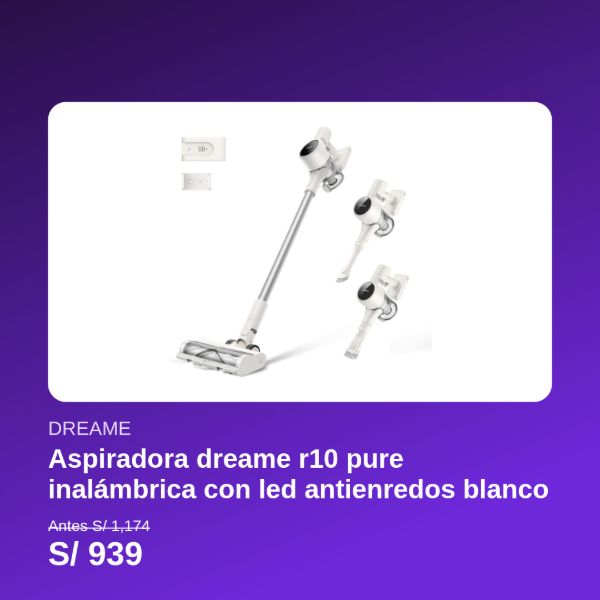 DREAME
Aspiradora dreame r10 pure
inalámbrica con led antienredos blanco
Antes S/ 1,174
S/ 939